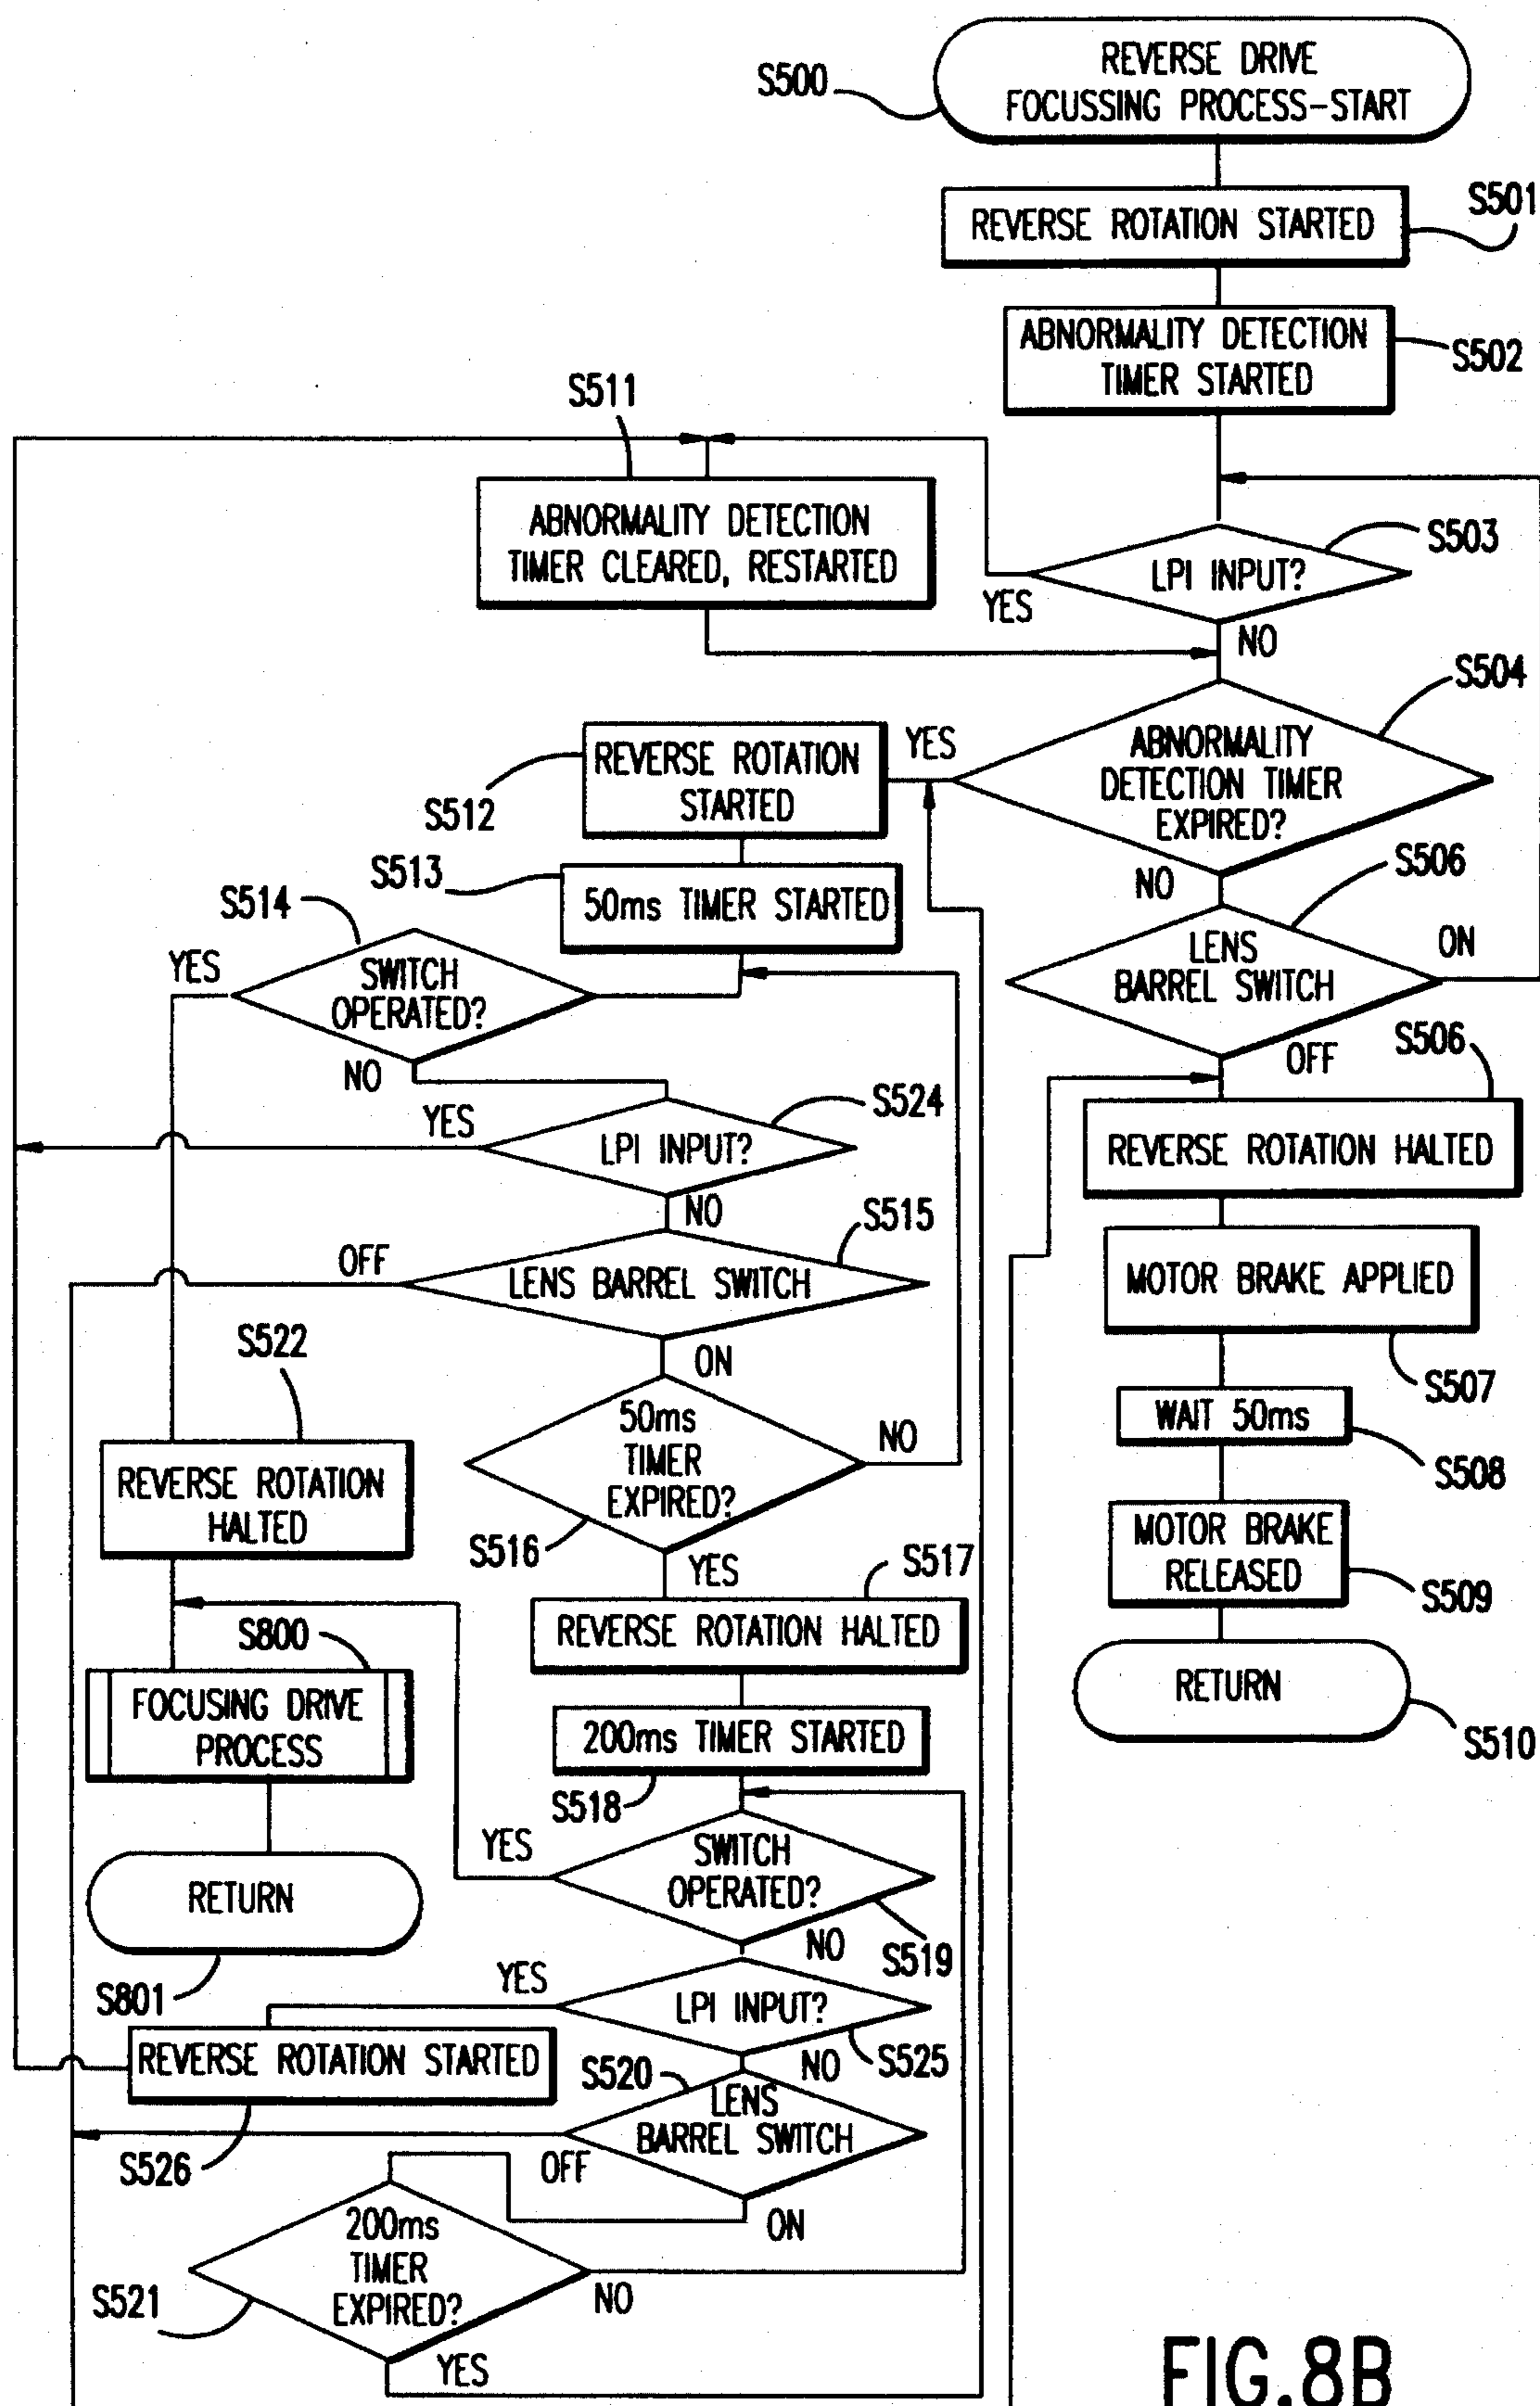 REVERSE DRIVE
FOCUSSING PROCESS-START
S500
REVERSE ROTATION STARTED
S501
ABNORMALITY DETECTION
TIMER STARTED
S502
S511
ABNORMALITY DETECTION
TIMER CLEARED, RESTARTED
LPI INPUT?
S503
YES
NO
S504
ABNORMALITY
DETECTION TIMER
EXPIRED?
YES
NO
REVERSE ROTATION
STARTED
S512
S513
50ms TIMER STARTED
S506
LENS
BARREL SWITCH
ON
OFF
S514
SWITCH
OPERATED?
YES
NO
S506
REVERSE ROTATION HALTED
S524
LPI INPUT?
YES
NO
S515
LENS BARREL SWITCH
OFF
ON
MOTOR BRAKE APPLIED
S507
S522
REVERSE ROTATION
HALTED
50ms
TIMER
EXPIRED?
NO
S516
YES
WAIT 50ms
S508
MOTOR BRAKE
RELEASED
S509
S517
REVERSE ROTATION HALTED
S800
FOCUSING DRIVE
PROCESS
200ms TIMER STARTED
S518
RETURN
S510
SWITCH
OPERATED?
YES
NO
S519
RETURN
S801
LPI INPUT?
YES
NO
S525
REVERSE ROTATION STARTED
S526
S520
LENS
BARREL SWITCH
OFF
ON
200ms
TIMER
EXPIRED?
S521
NO
YES
FIG.8B